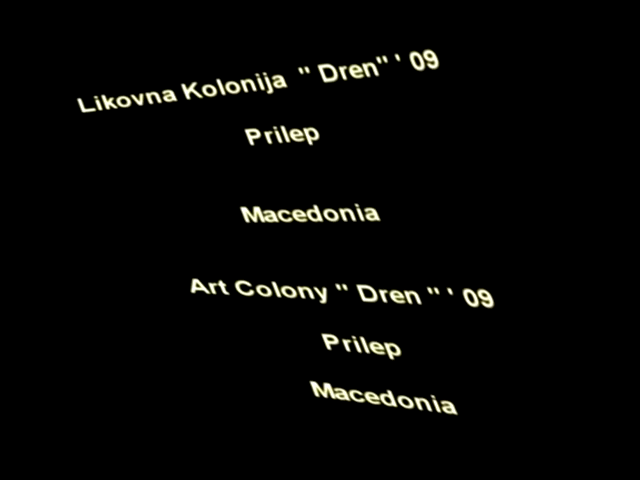 Likovna Kolonija " Dren" ' 09
Prilep
Macedonia
Art Colony " Dren " ' 09
Prilep
Macedonia